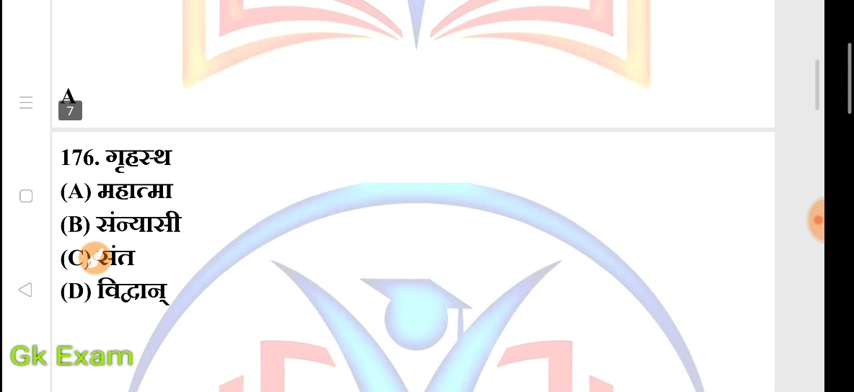 A
7
176. गृहस्थ
(A) महात्मा
(B) संन्यासी
(C) संत
(D) विद्वान्
Gk Exam